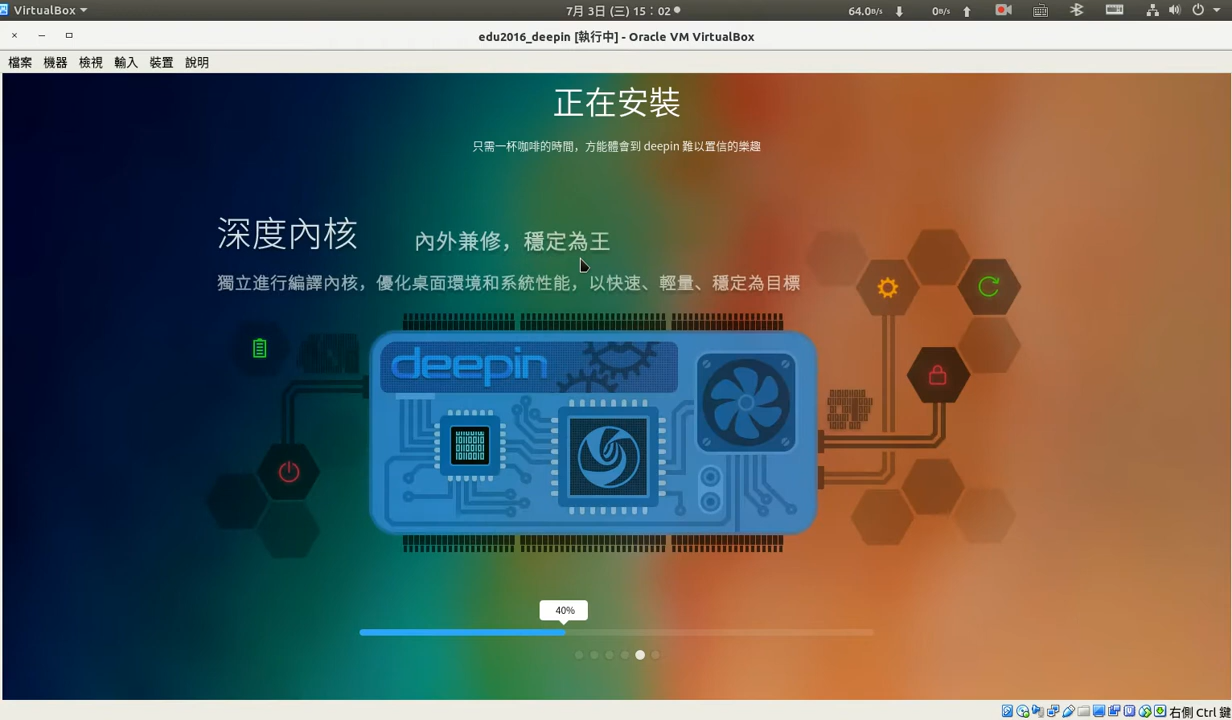 VirtualBox
7月 3日 (三) 15：02
64.0B/s
0B/s
edu2016_deepin [執行中] - Oracle VM VirtualBox
檔案 機器 檢視 輸入 裝置 說明
正在安裝
只需一杯咖啡的時間，方能體會到 deepin 難以置信的樂趣
深度內核
內外兼修，穩定為王
獨立進行編譯內核，優化桌面環境和系統性能，以快速、輕量、穩定為目標
deepin
40%
右側 Ctrl 鍵